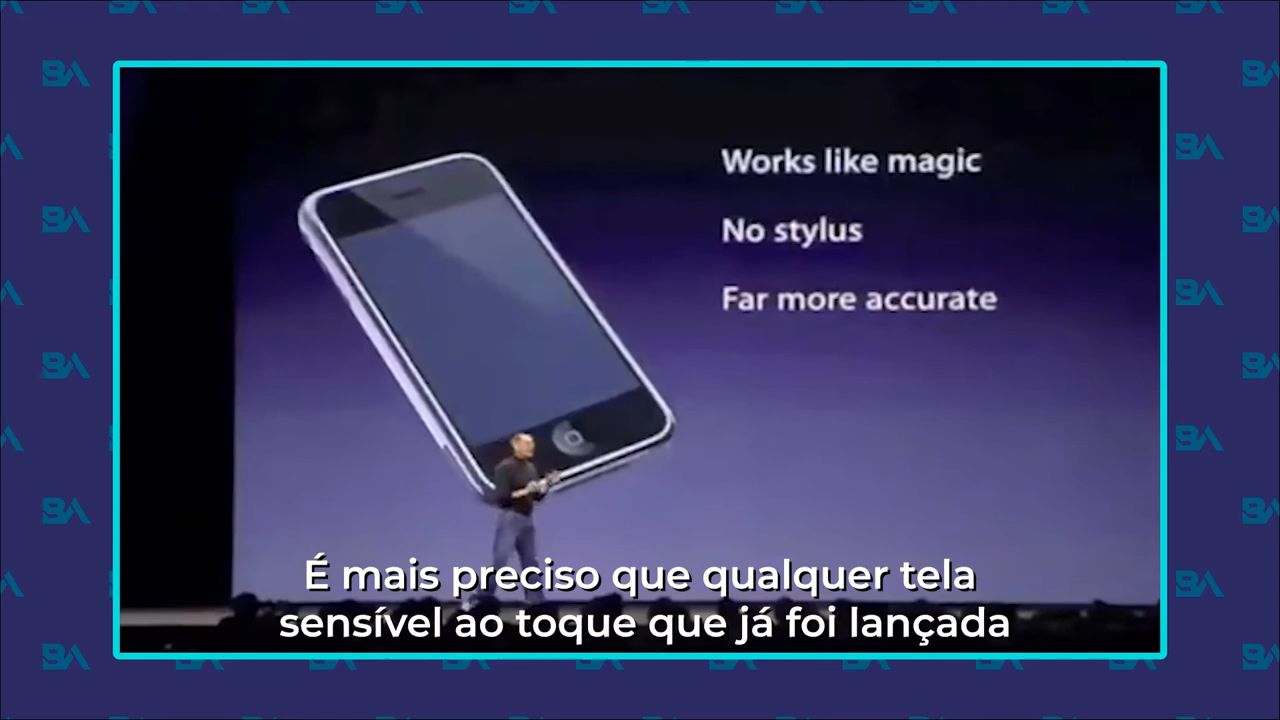 Works like magic
No stylus
Far more accurate
É mais preciso que qualquer tela
sensível ao toque que já foi lançada